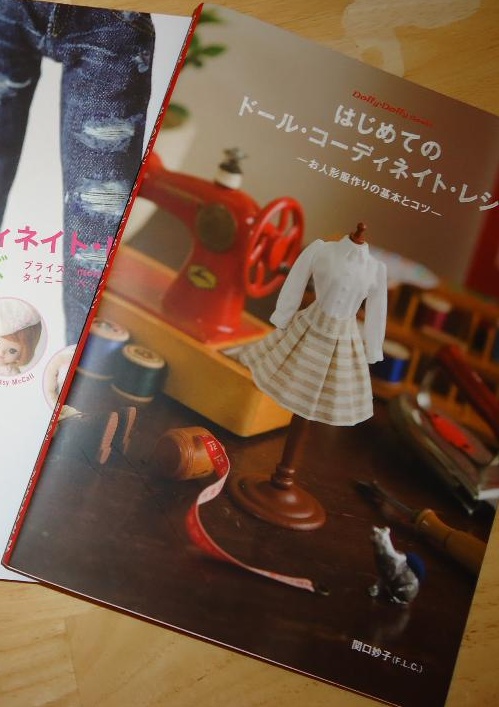 Dolly*Dolly Books
はじめての
ドール・コーディネイト・レシ
―お人形服作りの基本とコツ―
関口妙子(F.L.C.)
ィネイト・
ブライス
タイニー
sy McCall